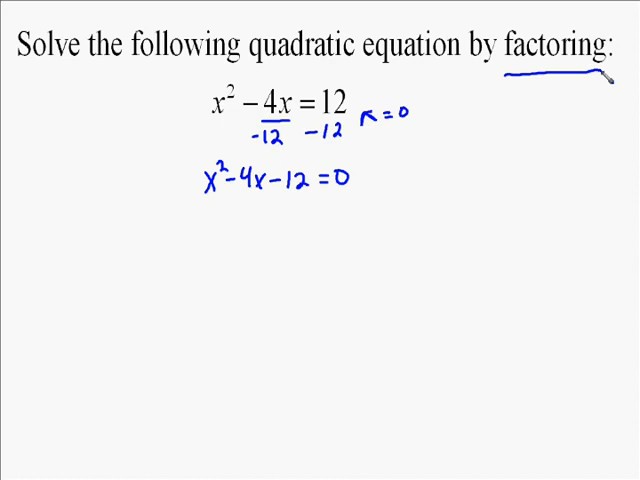 Solve the following quadratic equation by factoring:
x² − 4x = 12
-12 -12 ↖ = 0
x² - 4x - 12 = 0